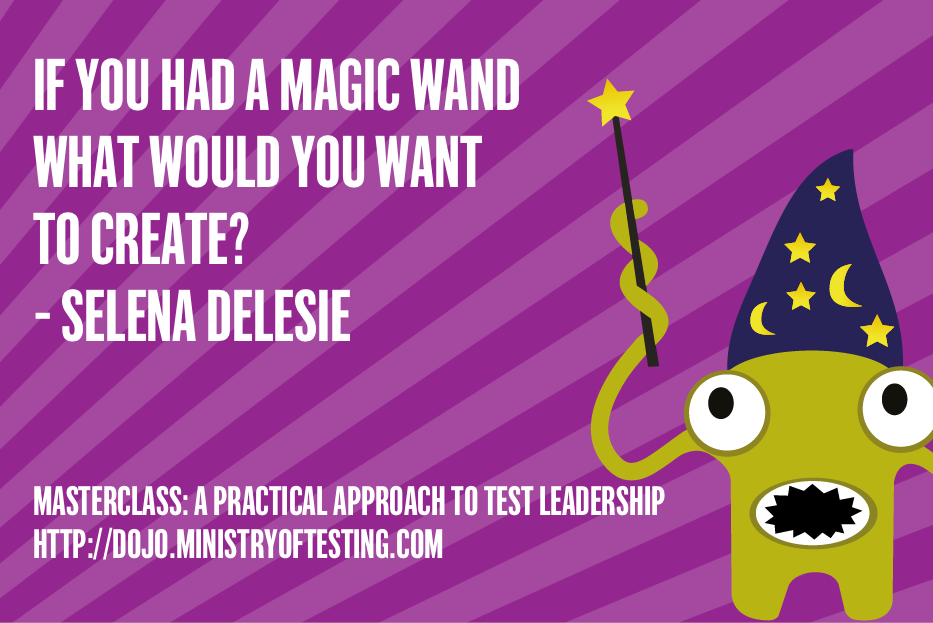 IF YOU HAD A MAGIC WAND
WHAT WOULD YOU WANT
TO CREATE?
- SELENA DELESIE
MASTERCLASS: A PRACTICAL APPROACH TO TEST LEADERSHIP
HTTP://DOJO.MINISTRYOFTESTING.COM